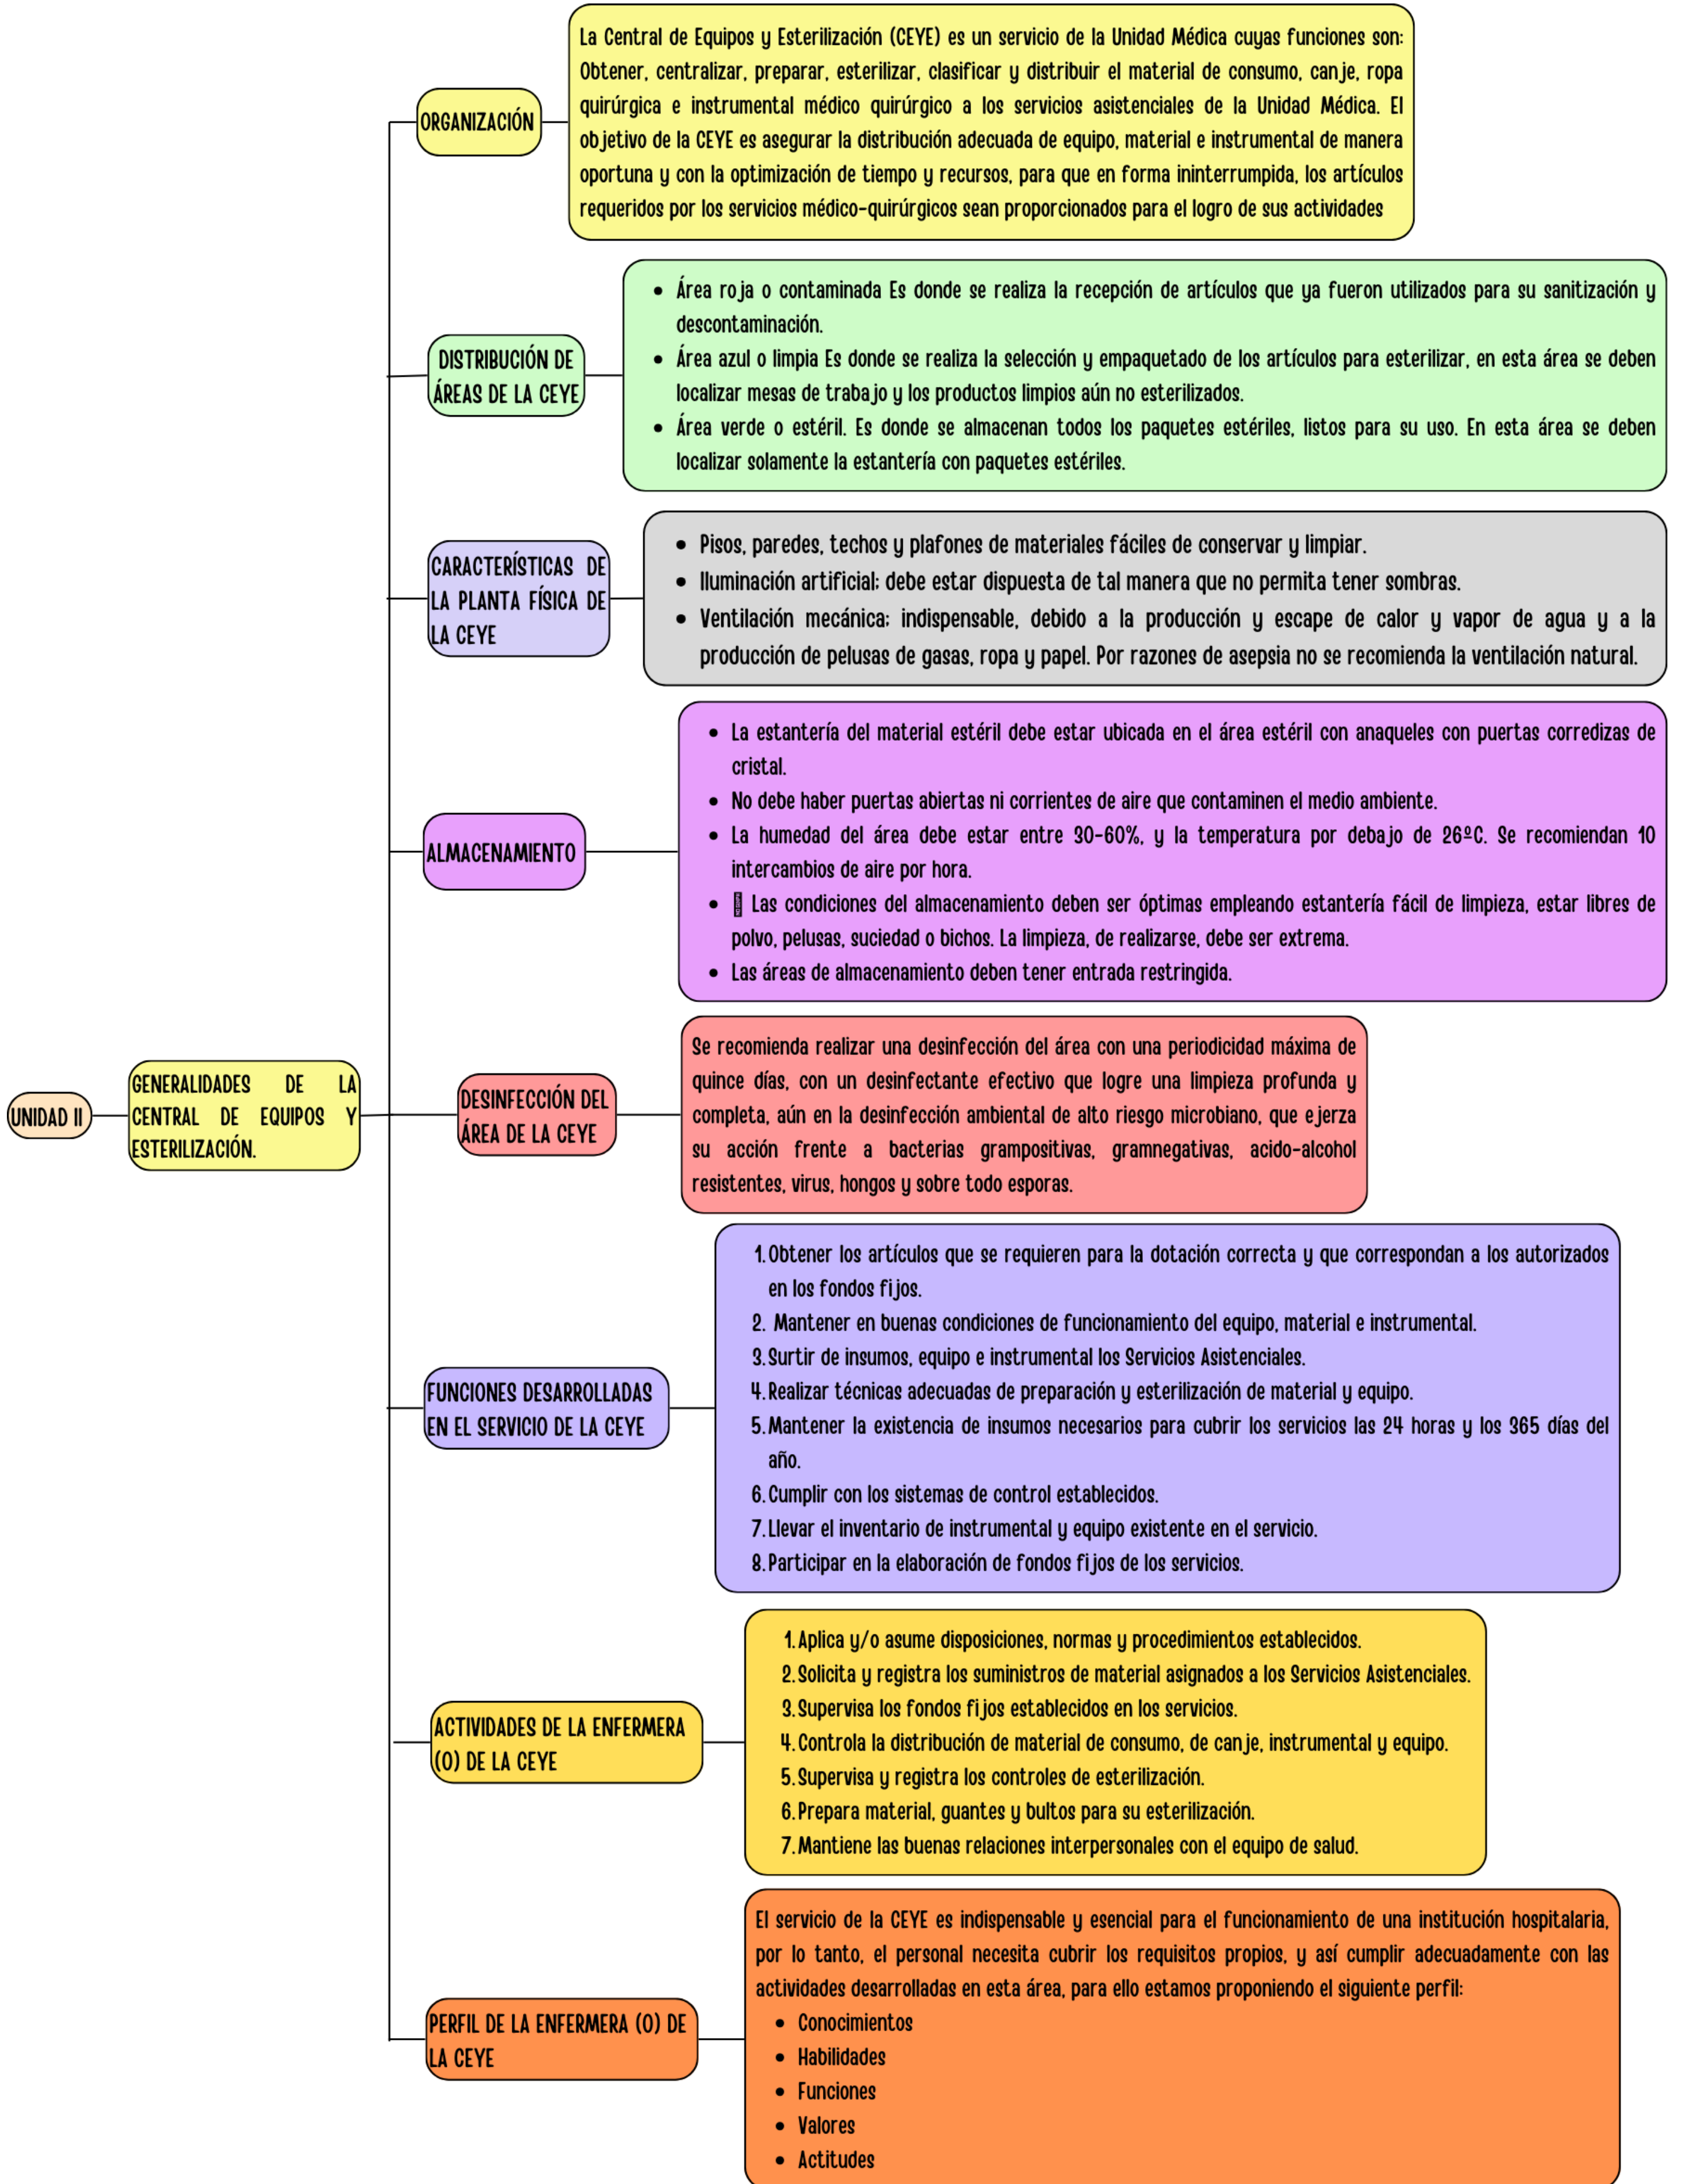 UNIDAD II
GENERALIDADES DE LA
CENTRAL DE EQUIPOS Y
ESTERILIZACIÓN.
ORGANIZACIÓN
La Central de Equipos y Esterilización (CEYE) es un servicio de la Unidad Médica cuyas funciones son:
Obtener, centralizar, preparar, esterilizar, clasificar y distribuir el material de consumo, canje, ropa
quirúrgica e instrumental médico quirúrgico a los servicios asistenciales de la Unidad Médica. El
objetivo de la CEYE es asegurar la distribución adecuada de equipo, material e instrumental de manera
oportuna y con la optimización de tiempo y recursos, para que en forma ininterrumpida, los artículos
requeridos por los servicios médico-quirúrgicos sean proporcionados para el logro de sus actividades
DISTRIBUCIÓN DE
ÁREAS DE LA CEYE
• Área roja o contaminada Es donde se realiza la recepción de artículos que ya fueron utilizados para su sanitización y
descontaminación.
• Área azul o limpia Es donde se realiza la selección y empaquetado de los artículos para esterilizar, en esta área se deben
localizar mesas de trabajo y los productos limpios aún no esterilizados.
• Área verde o estéril. Es donde se almacenan todos los paquetes estériles, listos para su uso. En esta área se deben
localizar solamente la estantería con paquetes estériles.
CARACTERÍSTICAS DE
LA PLANTA FÍSICA DE
LA CEYE
• Pisos, paredes, techos y plafones de materiales fáciles de conservar y limpiar.
• Iluminación artificial; debe estar dispuesta de tal manera que no permita tener sombras.
• Ventilación mecánica; indispensable, debido a la producción y escape de calor y vapor de agua y a la
producción de pelusas de gasas, ropa y papel. Por razones de asepsia no se recomienda la ventilación natural.
ALMACENAMIENTO
• La estantería del material estéril debe estar ubicada en el área estéril con anaqueles con puertas corredizas de
cristal.
• No debe haber puertas abiertas ni corrientes de aire que contaminen el medio ambiente.
• La humedad del área debe estar entre 30-60%, y la temperatura por debajo de 26ºC. Se recomiendan 10
intercambios de aire por hora.
• Las condiciones del almacenamiento deben ser óptimas empleando estantería fácil de limpieza, estar libres de
polvo, pelusas, suciedad o bichos. La limpieza, de realizarse, debe ser extrema.
• Las áreas de almacenamiento deben tener entrada restringida.
DESINFECCIÓN DEL
ÁREA DE LA CEYE
Se recomienda realizar una desinfección del área con una periodicidad máxima de
quince días, con un desinfectante efectivo que logre una limpieza profunda y
completa, aún en la desinfección ambiental de alto riesgo microbiano, que ejerza
su acción frente a bacterias grampositivas, gramnegativas, acido-alcohol
resistentes, virus, hongos y sobre todo esporas.
FUNCIONES DESARROLLADAS
EN EL SERVICIO DE LA CEYE
1. Obtener los artículos que se requieren para la dotación correcta y que correspondan a los autorizados
en los fondos fijos.
2. Mantener en buenas condiciones de funcionamiento del equipo, material e instrumental.
3. Surtir de insumos, equipo e instrumental los Servicios Asistenciales.
4. Realizar técnicas adecuadas de preparación y esterilización de material y equipo.
5. Mantener la existencia de insumos necesarios para cubrir los servicios las 24 horas y los 365 días del
año.
6. Cumplir con los sistemas de control establecidos.
7. Llevar el inventario de instrumental y equipo existente en el servicio.
8. Participar en la elaboración de fondos fijos de los servicios.
ACTIVIDADES DE LA ENFERMERA
(O) DE LA CEYE
1. Aplica y/o asume disposiciones, normas y procedimientos establecidos.
2. Solicita y registra los suministros de material asignados a los Servicios Asistenciales.
3. Supervisa los fondos fijos establecidos en los servicios.
4. Controla la distribución de material de consumo, de canje, instrumental y equipo.
5. Supervisa y registra los controles de esterilización.
6. Prepara material, guantes y bultos para su esterilización.
7. Mantiene las buenas relaciones interpersonales con el equipo de salud.
PERFIL DE LA ENFERMERA (O) DE
LA CEYE
El servicio de la CEYE es indispensable y esencial para el funcionamiento de una institución hospitalaria,
por lo tanto, el personal necesita cubrir los requisitos propios, y así cumplir adecuadamente con las
actividades desarrolladas en esta área, para ello estamos proponiendo el siguiente perfil:
• Conocimientos
• Habilidades
• Funciones
• Valores
• Actitudes